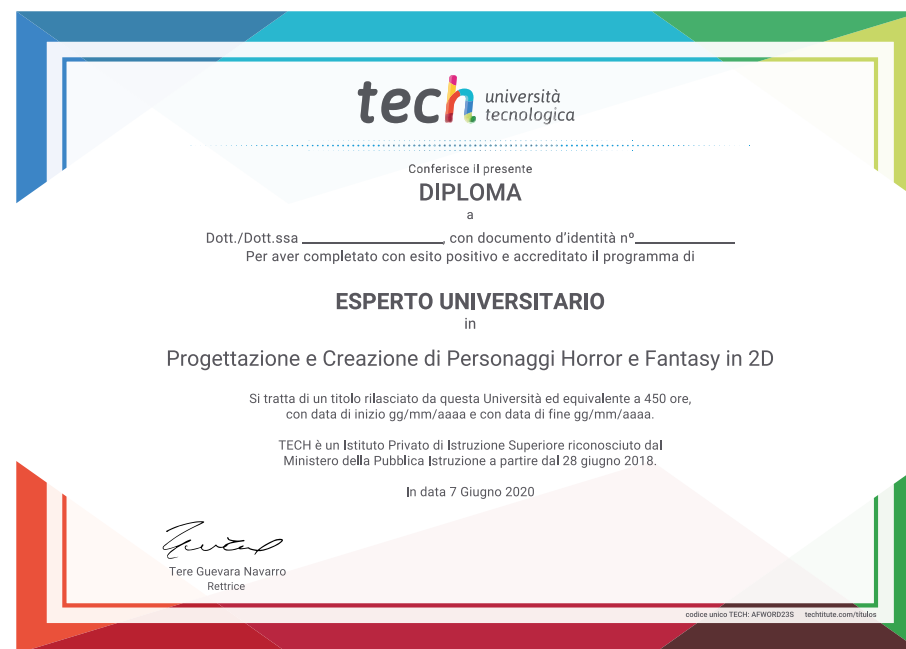 tech università
tecnologica
Conferisce il presente
DIPLOMA
a
Dott./Dott.ssa ________________, con documento d'identità nº____________
Per aver completato con esito positivo e accreditato il programma di
ESPERTO UNIVERSITARIO
in
Progettazione e Creazione di Personaggi Horror e Fantasy in 2D
Si tratta di un titolo rilasciato da questa Università ed equivalente a 450 ore,
con data di inizio gg/mm/aaaa e con data di fine gg/mm/aaaa.
TECH è un Istituto Privato di Istruzione Superiore riconosciuto dal
Ministero della Pubblica Istruzione a partire dal 28 giugno 2018.
In data 7 Giugno 2020
Tere Guevara Navarro
Rettrice
codice unico TECH: AFWORD23S techtitute.com/titulos